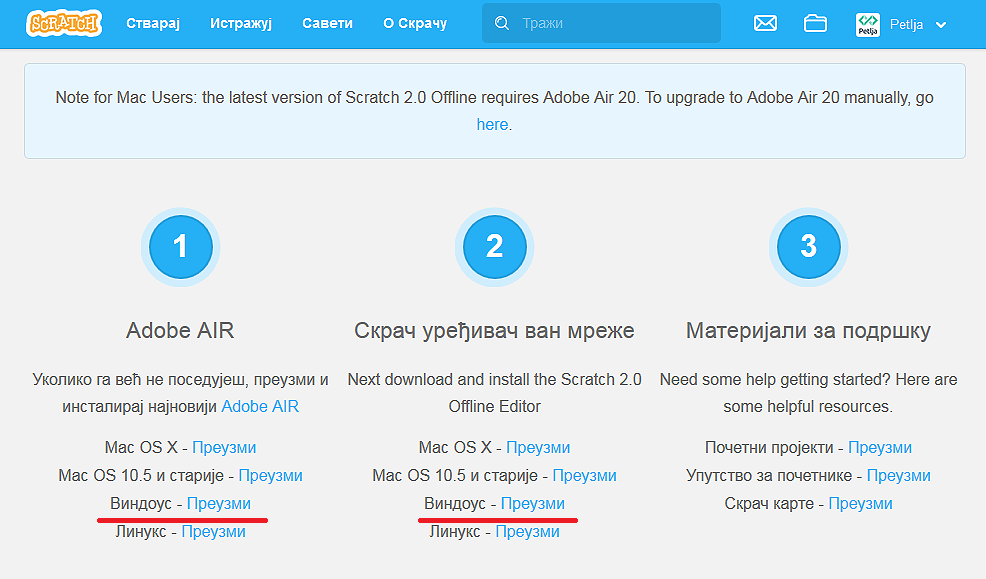 SCRATCH Стварај Истражуј Савети О Скрачу Тражи Petlja Petlja
Note for Mac Users: the latest version of Scratch 2.0 Offline requires Adobe Air 20. To upgrade to Adobe Air 20 manually, go
here.
1
Adobe AIR
Уколико га већ не поседујеш, преузми и
инсталирај најновији Adobe AIR
Мас OS X - Преузми
Мас OS 10.5 и старије - Преузми
Виндоус - Преузми
Линукс - Преузми
2
Скрач уређивач ван мреже
Next download and install the Scratch 2.0
Offline Editor
Мас OS X - Преузми
Мас OS 10.5 и старије - Преузми
Виндоус - Преузми
Линукс - Преузми
3
Материјали за подршку
Need some help getting started? Here are
some helpful resources.
Почетни пројекти - Преузми
Упутство за почетнике - Преузми
Скрач карте - Преузми